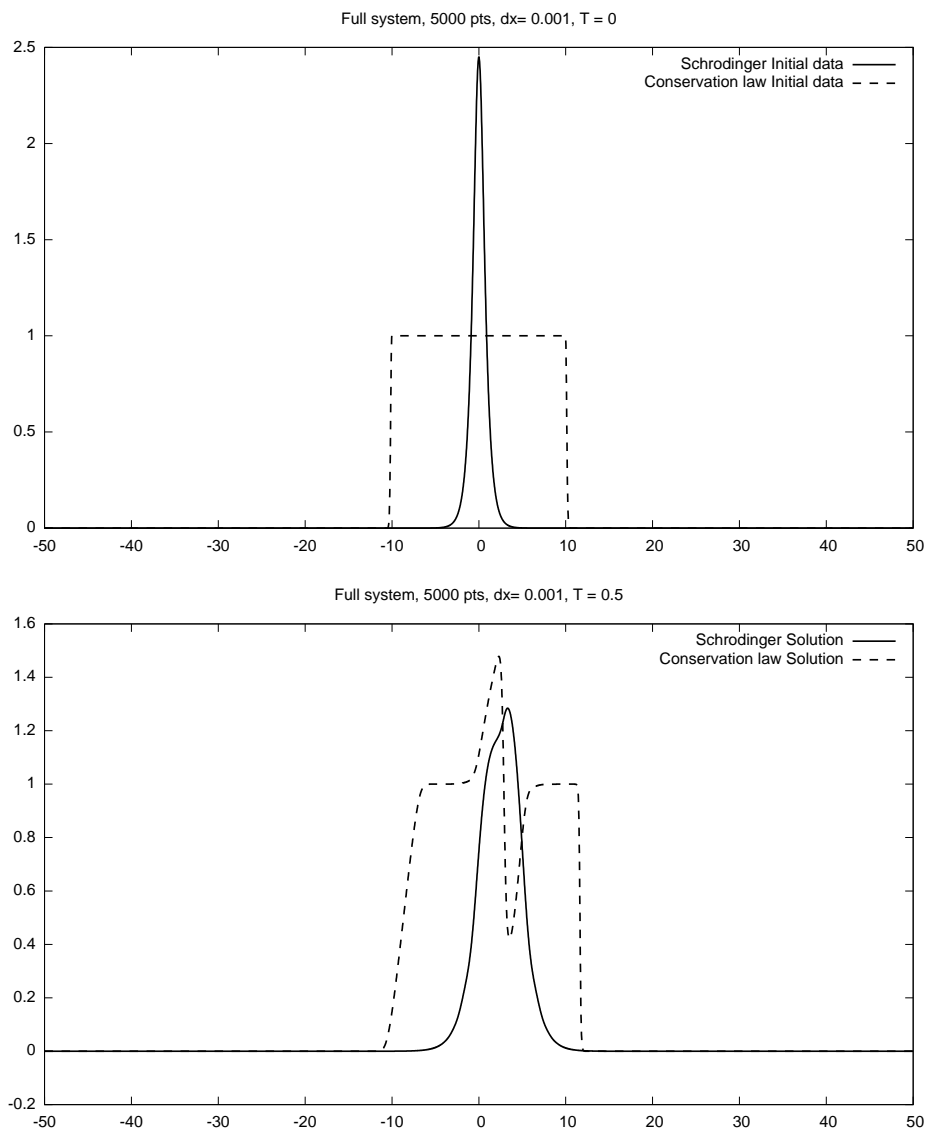 Full system, 5000 pts, dx= 0.001, T = 0
2.5
Schrodinger Initial data
Conservation law Initial data
2
1.5
1
0.5
0
-50 -40 -30 -20 -10 0 10 20 30 40 50
Full system, 5000 pts, dx= 0.001, T = 0.5
1.6
Schrodinger Solution
Conservation law Solution
1.4
1.2
1
0.8
0.6
0.4
0.2
0
-0.2
-50 -40 -30 -20 -10 0 10 20 30 40 50